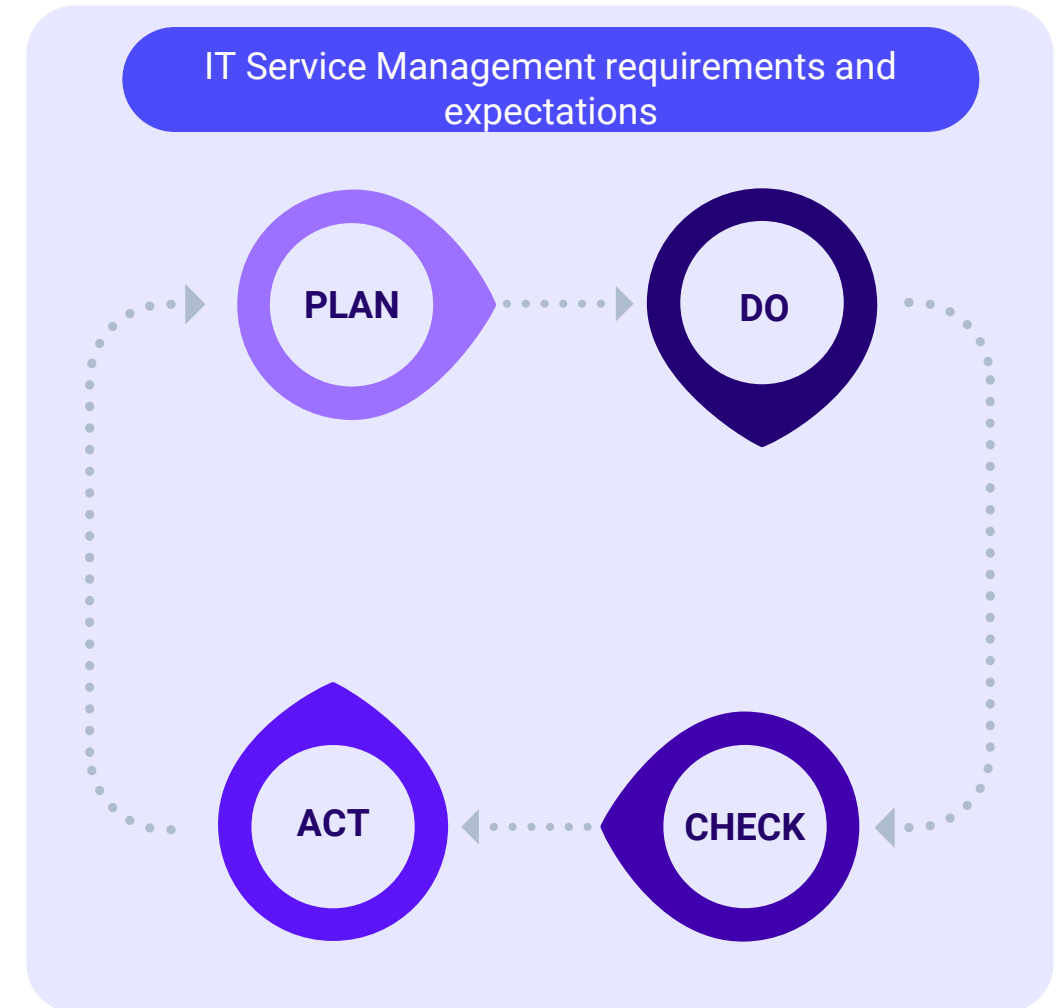 IT Service Management requirements and
expectations
PLAN
DO
ACT
CHECK